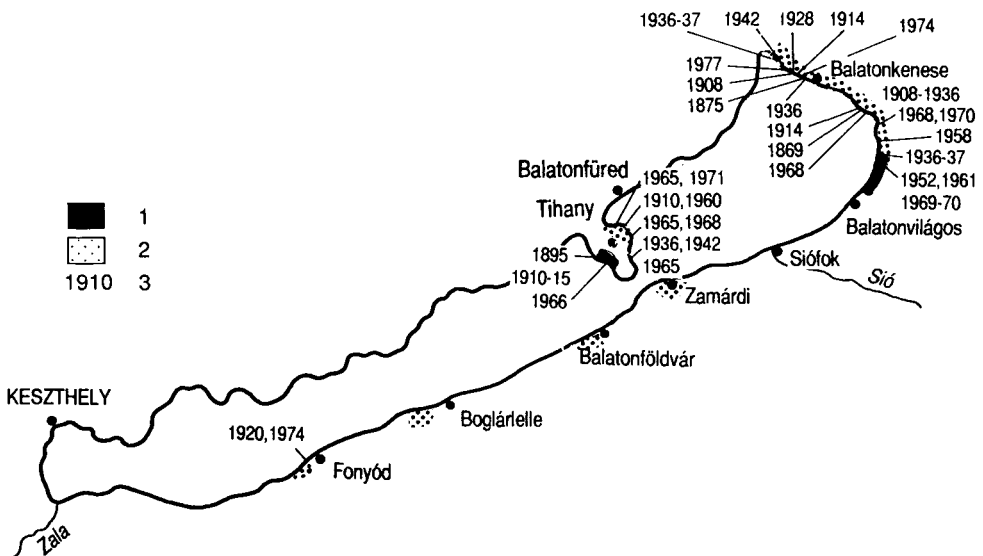 1936-37
1942
1928
1914
1974
1977
1908
1875
Balatonkenese
1936
1914
1869
1968
1908-1936
1968, 1970
1958
1936-37
1952, 1961
1969-70
Balatonvilágos
Balatonfüred
Tihany
1965, 1971
1910, 1960
1965, 1968
1936, 1942
1965
1895
1910-15
1966
Siófok
Sió
Zamárdi
Balatonföldvár
1
2
1910 3
KESZTHELY
Boglárlelle
1920, 1974
Fonyód
Zala